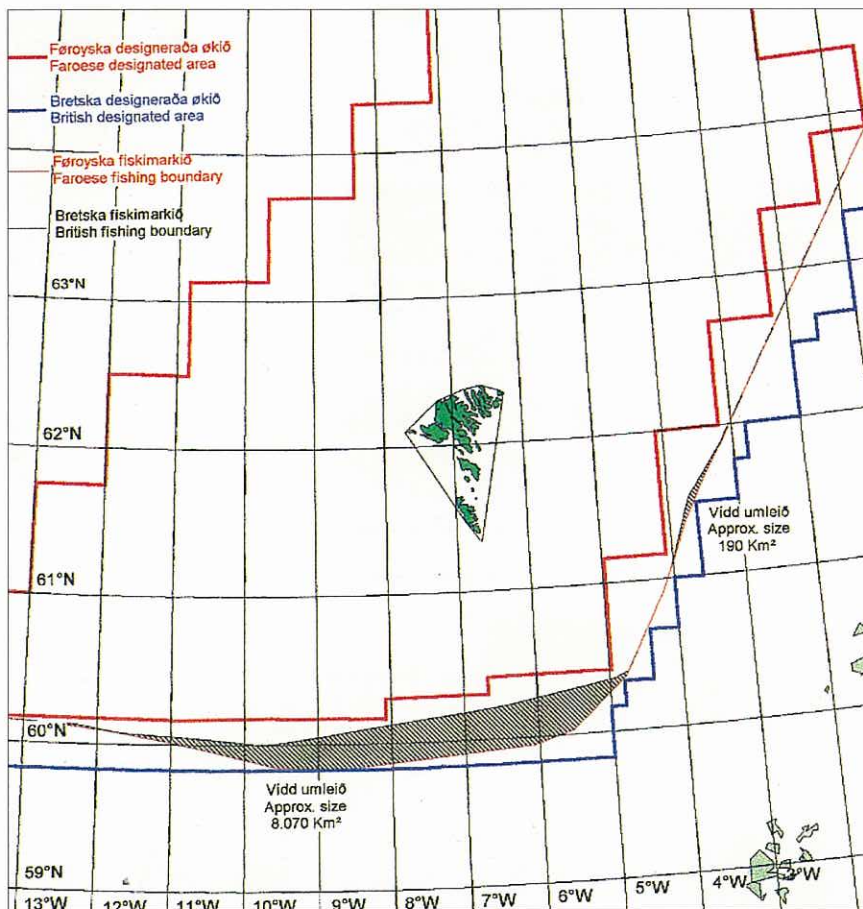 Føroyska designeraða økið
Faroese designated area
Bretska designeraða økið
British designated area
Føroyska fiskimarkið
Faroese fishing boundary
Bretska fiskimarkið
British fishing boundary
63°N
62°N
Vídd umleið
Approx. size
190 Km²
61°N
60°N
Vídd umleið
Approx. size
8.070 Km²
59°N
13°W 12°W 11°W 10°W 9°W 8°W 7°W 6°W 5°W 4°W 3°W